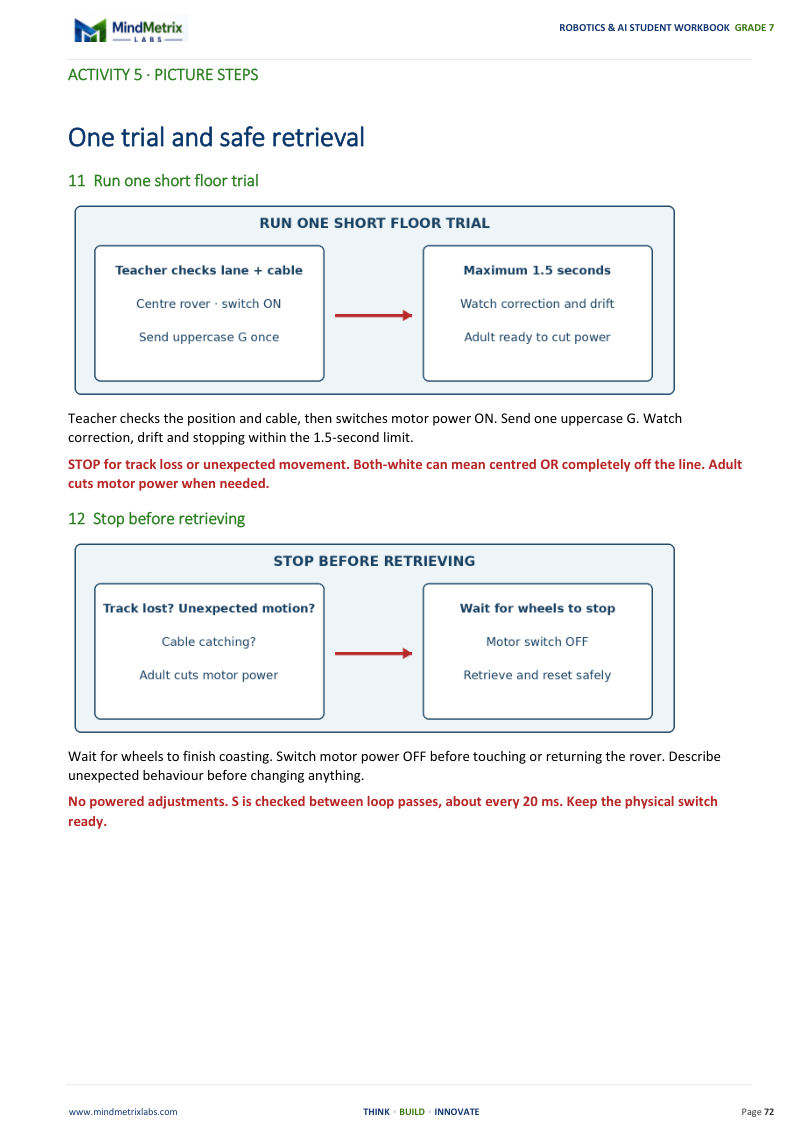 MindMetrix
LABS
ROBOTICS & AI STUDENT WORKBOOK GRADE 7
ACTIVITY 5 · PICTURE STEPS
One trial and safe retrieval
11 Run one short floor trial
RUN ONE SHORT FLOOR TRIAL
Teacher checks lane + cable
Centre rover · switch ON
Send uppercase G once
Maximum 1.5 seconds
Watch correction and drift
Adult ready to cut power
Teacher checks the position and cable, then switches motor power ON. Send one uppercase G. Watch
correction, drift and stopping within the 1.5-second limit.
STOP for track loss or unexpected movement. Both-white can mean centred OR completely off the line. Adult
cuts motor power when needed.
12 Stop before retrieving
STOP BEFORE RETRIEVING
Track lost? Unexpected motion?
Cable catching?
Adult cuts motor power
Wait for wheels to stop
Motor switch OFF
Retrieve and reset safely
Wait for wheels to finish coasting. Switch motor power OFF before touching or returning the rover. Describe
unexpected behaviour before changing anything.
No powered adjustments. S is checked between loop passes, about every 20 ms. Keep the physical switch
ready.
www.mindmetrixlabs.com
THINK · BUILD · INNOVATE
Page 72